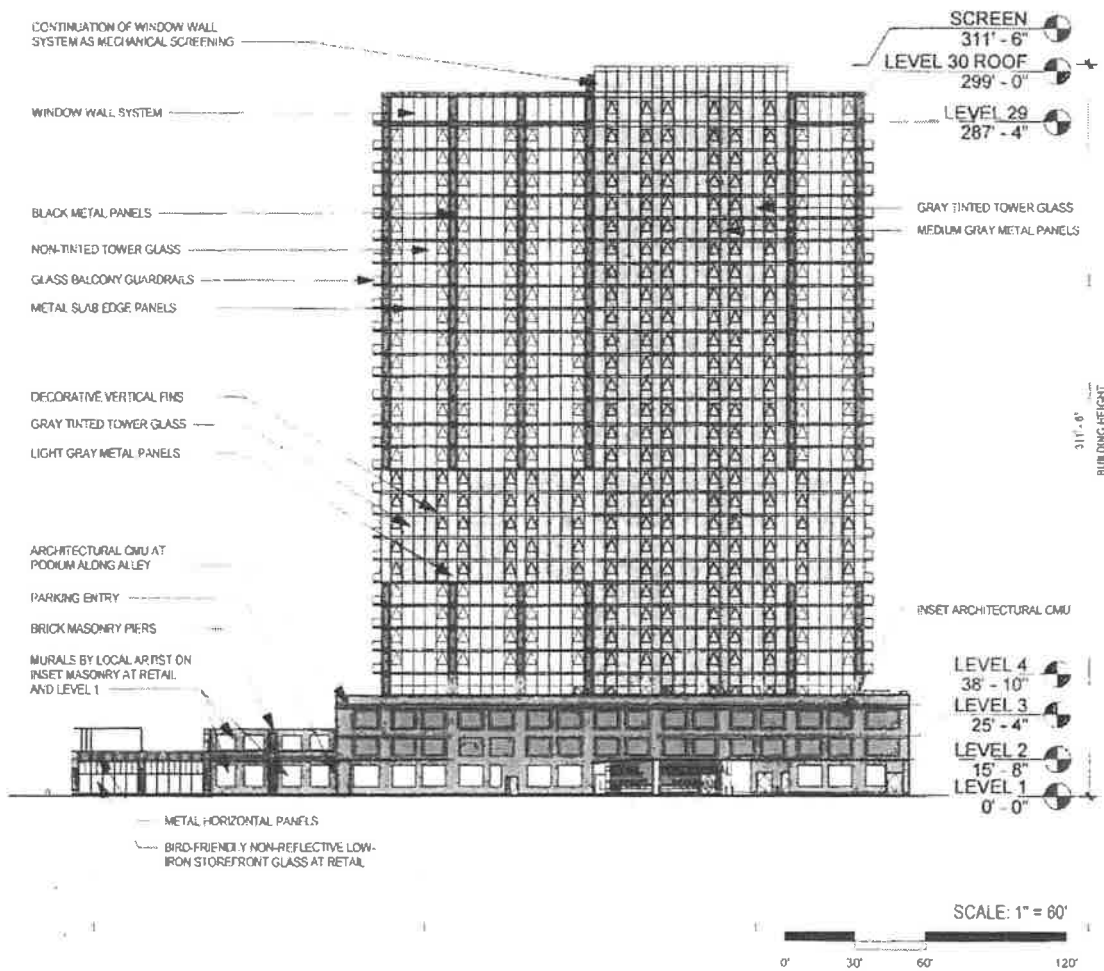 CONTINUATION OF WINDOW WALL
SYSTEM AS MECHANICAL SCREENING
WINDOW WALL SYSTEM
BLACK METAL PANELS
NON-TINTED TOWER GLASS
GLASS BALCONY GUARDRAILS
METAL SLAB EDGE PANELS
DECORATIVE VERTICAL FINS
GRAY TINTED TOWER GLASS
LIGHT GRAY METAL PANELS
ARCHITECTURAL CMU AT
PODIUM ALONG ALLEY
PARKING ENTRY
BRICK MASONRY PIERS
MURALS BY LOCAL ARTIST ON
INSET MASONRY AT RETAIL
AND LEVEL 1
METAL HORIZONTAL PANELS
BIRD-FRIENDLY NON-REFLECTIVE LOW-
IRON STOREFRONT GLASS AT RETAIL
SCREEN
311' - 6"
LEVEL 30 ROOF
299' - 0"
LEVEL 29
287' - 4"
GRAY TINTED TOWER GLASS
MEDIUM GRAY METAL PANELS
311' - 6"
BUILDING HEIGHT
INSET ARCHITECTURAL CMU
LEVEL 4
38' - 10"
LEVEL 3
25' - 4"
LEVEL 2
15' - 8"
LEVEL 1
0' - 0"
SCALE: 1" = 60'
0' 30' 60' 120'